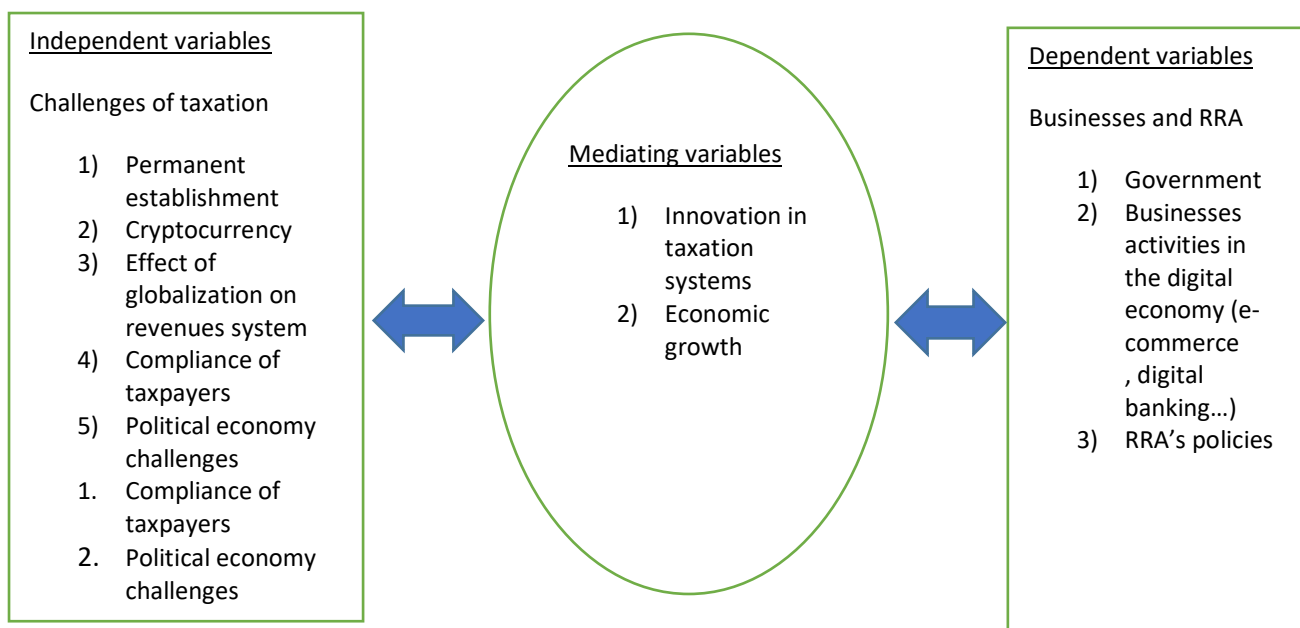 Independent variables
Challenges of taxation
1) Permanent
establishment
2) Cryptocurrency
3) Effect of
globalization on
revenues system
4) Compliance of
taxpayers
5) Political economy
challenges
1. Compliance of
taxpayers
2. Political economy
challenges
Mediating variables
1) Innovation in
taxation
systems
2) Economic
growth
Dependent variables
Businesses and RRA
1) Government
2) Businesses
activities in
the digital
economy (e-
commerce
, digital
banking…)
3) RRA’s policies